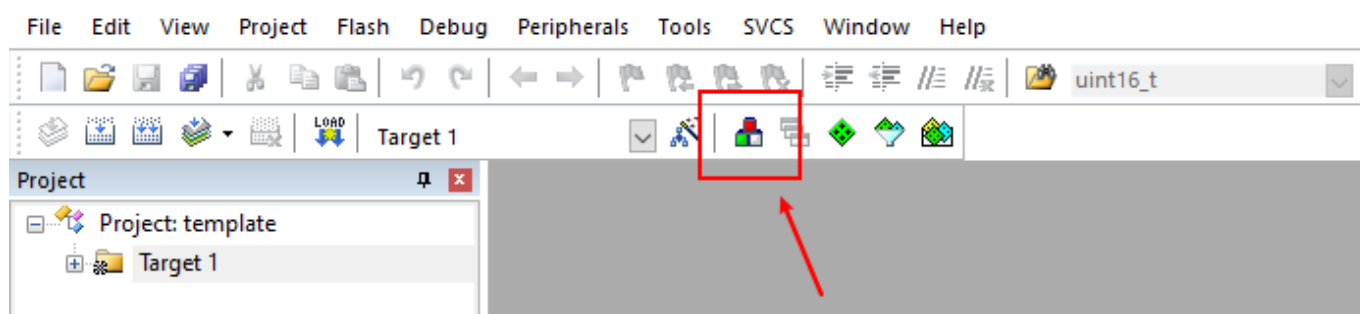 File Edit View Project Flash Debug Peripherals Tools SVCS Window Help
uint16_t
LOAD Target 1
Project
Project: template
Target 1